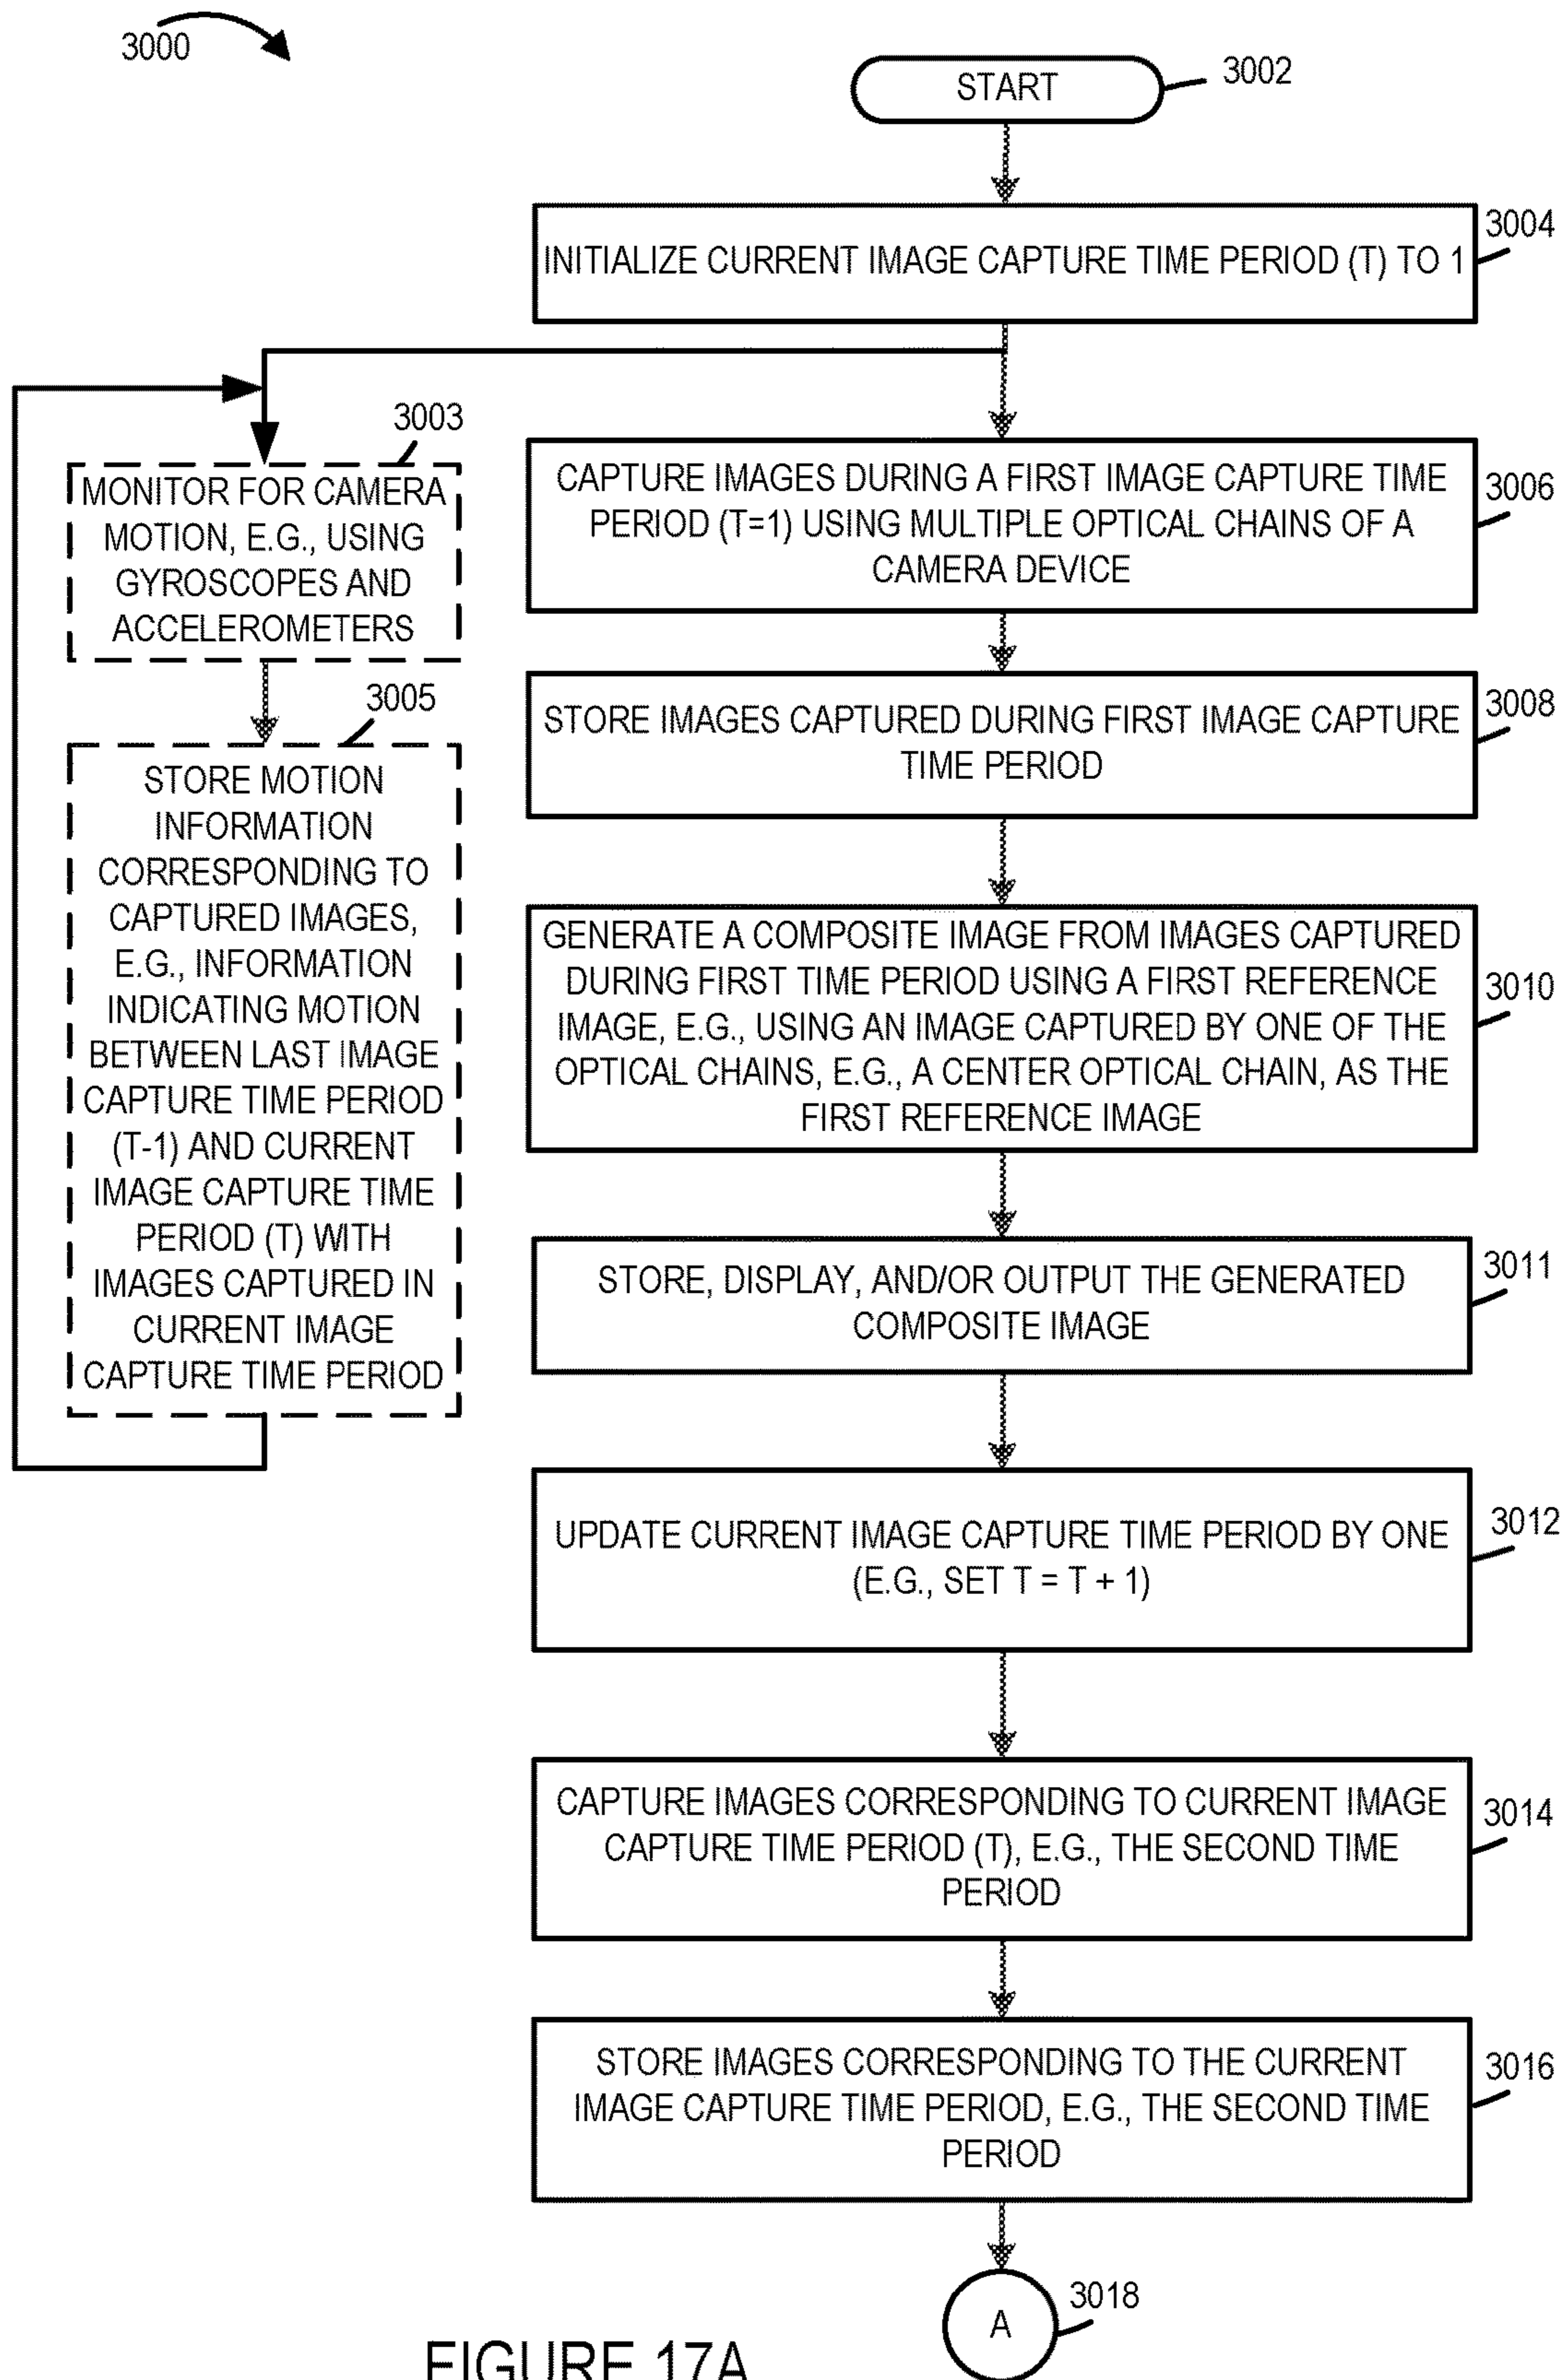 3000
START
3002
INITIALIZE CURRENT IMAGE CAPTURE TIME PERIOD (T) TO 1
3004
3003
MONITOR FOR CAMERA
MOTION, E.G., USING
GYROSCOPES AND
ACCELEROMETERS
3005
STORE MOTION
INFORMATION
CORRESPONDING TO
CAPTURED IMAGES,
E.G., INFORMATION
INDICATING MOTION
BETWEEN LAST IMAGE
CAPTURE TIME PERIOD
(T-1) AND CURRENT
IMAGE CAPTURE TIME
PERIOD (T) WITH
IMAGES CAPTURED IN
CURRENT IMAGE
CAPTURE TIME PERIOD
CAPTURE IMAGES DURING A FIRST IMAGE CAPTURE TIME
PERIOD (T=1) USING MULTIPLE OPTICAL CHAINS OF A
CAMERA DEVICE
3006
STORE IMAGES CAPTURED DURING FIRST IMAGE CAPTURE
TIME PERIOD
3008
GENERATE A COMPOSITE IMAGE FROM IMAGES CAPTURED
DURING FIRST TIME PERIOD USING A FIRST REFERENCE
IMAGE, E.G., USING AN IMAGE CAPTURED BY ONE OF THE
OPTICAL CHAINS, E.G., A CENTER OPTICAL CHAIN, AS THE
FIRST REFERENCE IMAGE
3010
STORE, DISPLAY, AND/OR OUTPUT THE GENERATED
COMPOSITE IMAGE
3011
UPDATE CURRENT IMAGE CAPTURE TIME PERIOD BY ONE
(E.G., SET T = T + 1)
3012
CAPTURE IMAGES CORRESPONDING TO CURRENT IMAGE
CAPTURE TIME PERIOD (T), E.G., THE SECOND TIME
PERIOD
3014
STORE IMAGES CORRESPONDING TO THE CURRENT
IMAGE CAPTURE TIME PERIOD, E.G., THE SECOND TIME
PERIOD
3016
A
3018
FIGURE 17A